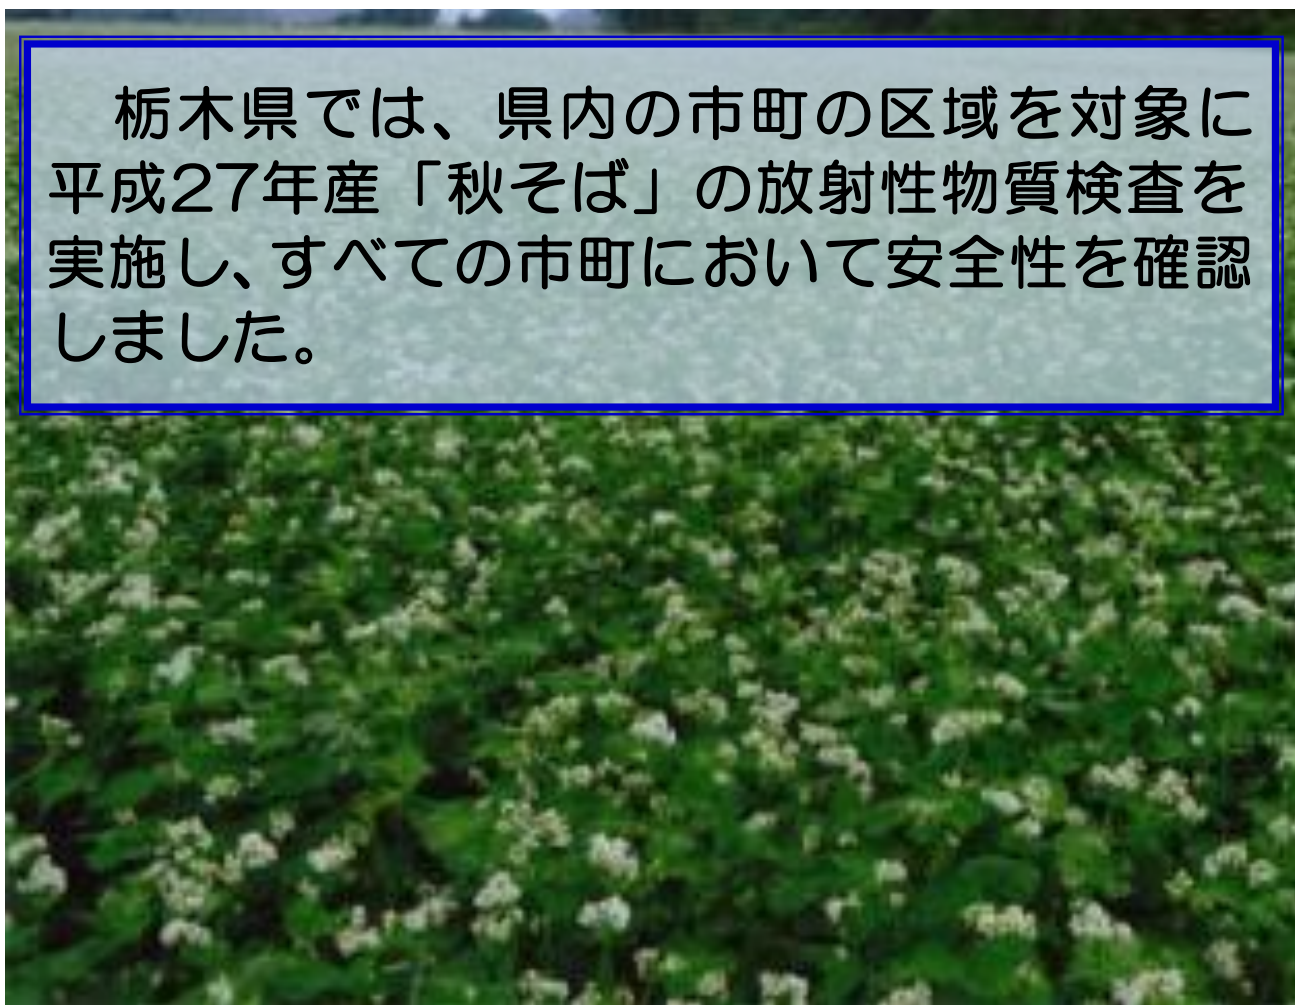 栃木県では、県内の市町の区域を対象に
平成27年産「秋そば」の放射性物質検査を
実施し、すべての市町において安全性を確認
しました。